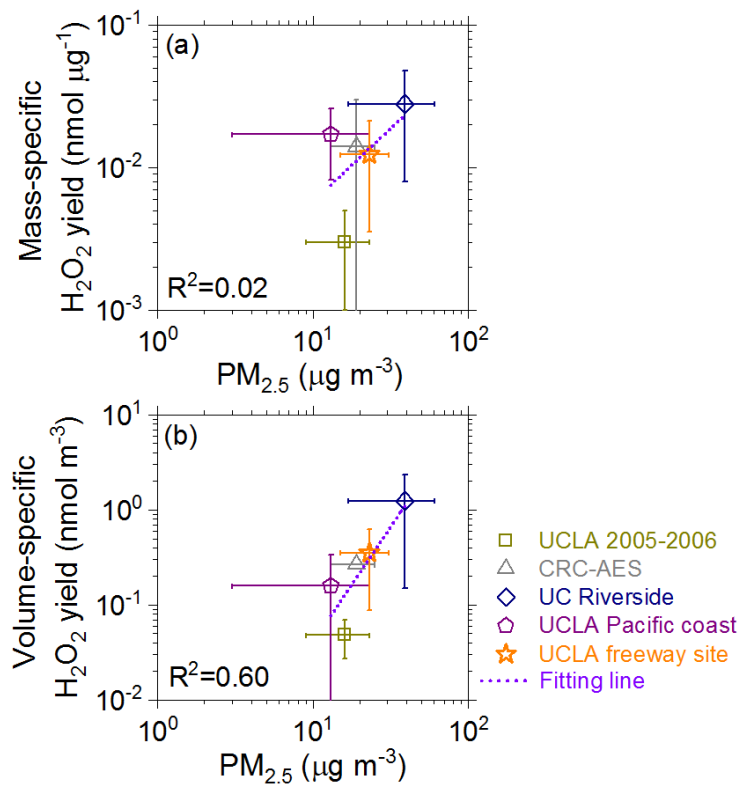 (a)
Mass-specific
H₂O₂ yield (nmol μg⁻¹)
10⁻¹
10⁻²
10⁻³
R²=0.02
10⁰ 10¹ 10²
PM₂.₅ (μg m⁻³)
(b)
Volume-specific
H₂O₂ yield (nmol m⁻³)
10¹
10⁰
10⁻¹
10⁻²
R²=0.60
10⁰ 10¹ 10²
PM₂.₅ (μg m⁻³)
UCLA 2005-2006
CRC-AES
UC Riverside
UCLA Pacific coast
UCLA freeway site
Fitting line